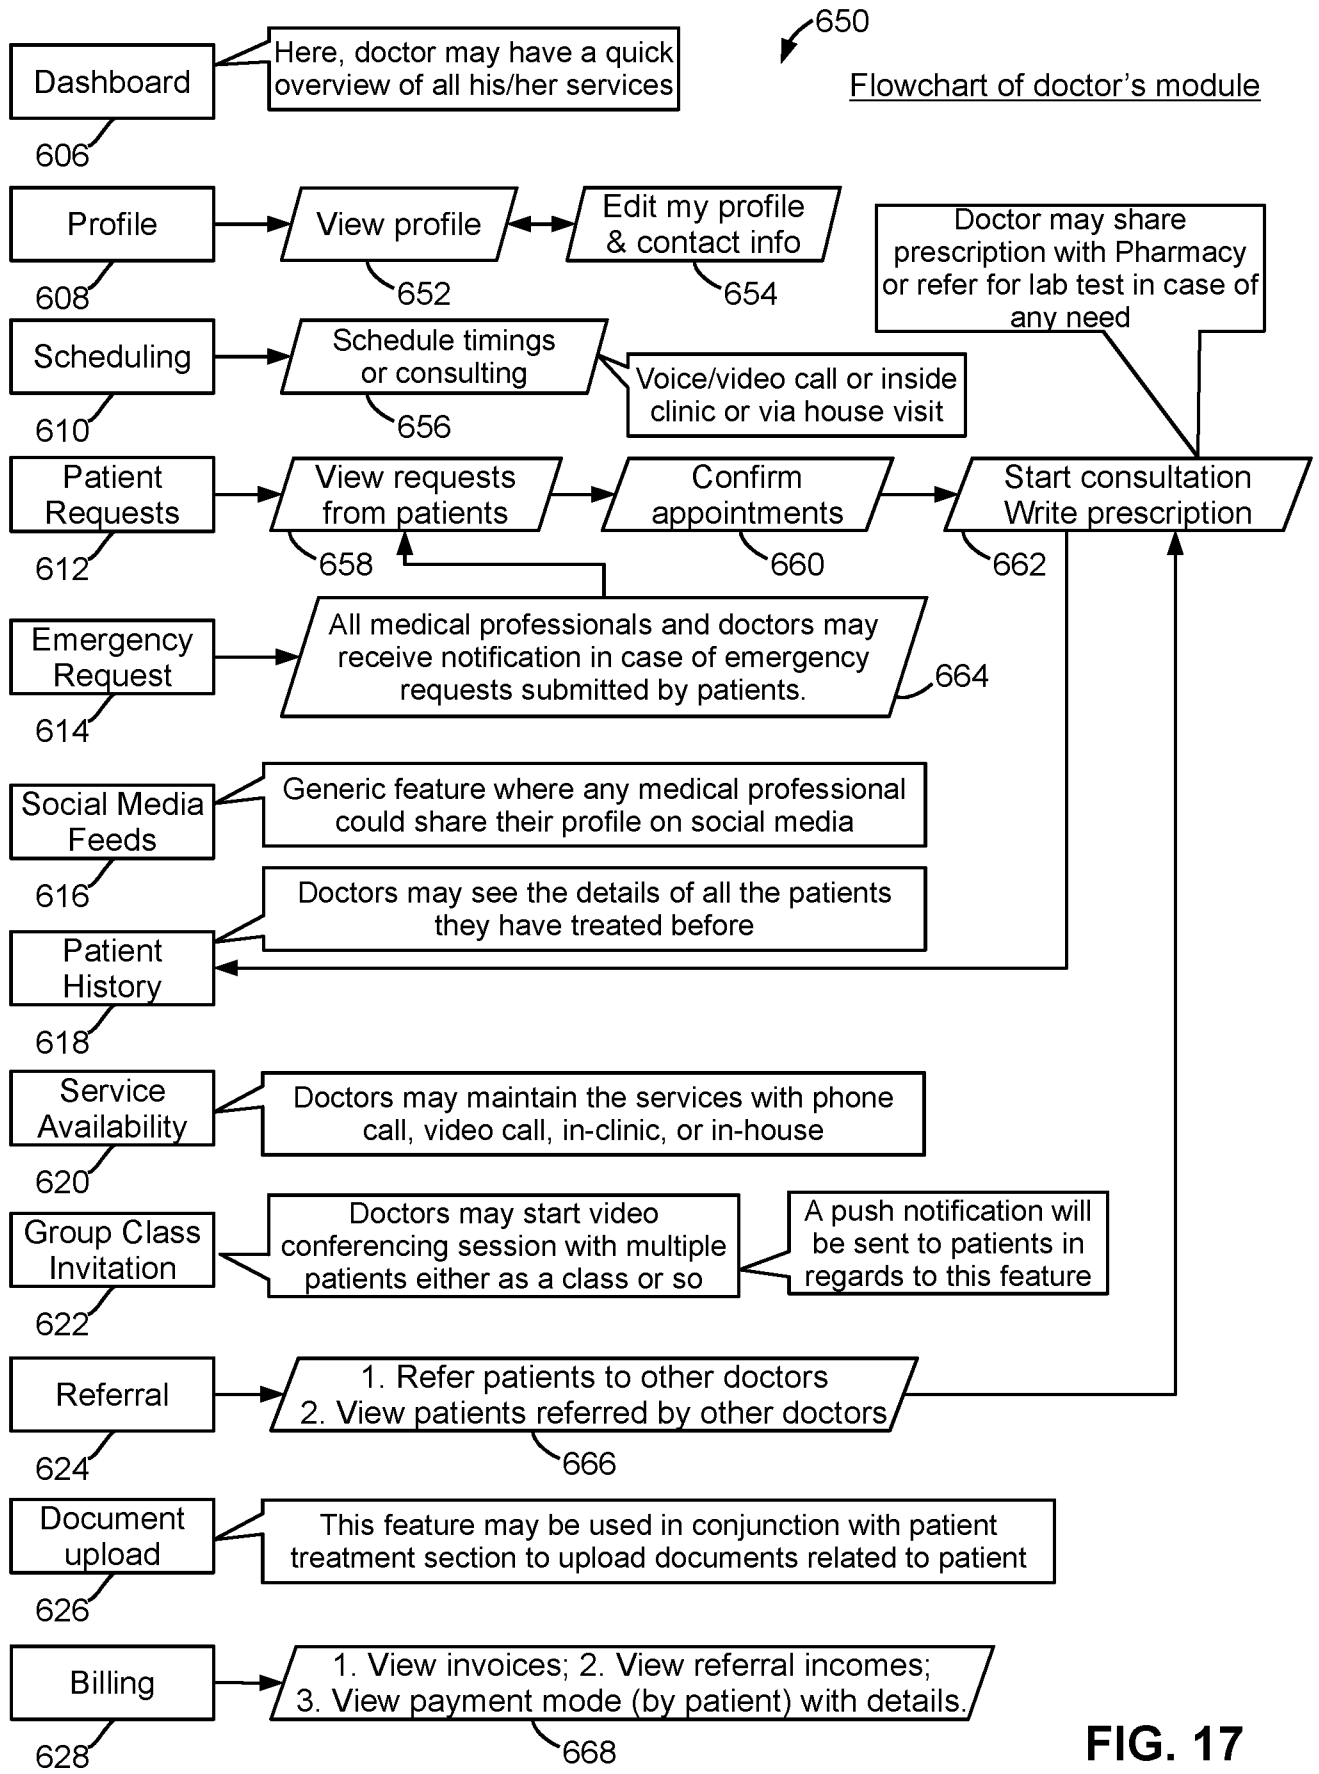 650
Flowchart of doctor's module
Dashboard
606
Here, doctor may have a quick
overview of all his/her services
Profile
608
View profile
652
Edit my profile
& contact info
654
Doctor may share
prescription with Pharmacy
or refer for lab test in case of
any need
Scheduling
610
Schedule timings
or consulting
656
Voice/video call or inside
clinic or via house visit
Patient
Requests
612
View requests
from patients
658
Confirm
appointments
660
Start consultation
Write prescription
662
Emergency
Request
614
All medical professionals and doctors may
receive notification in case of emergency
requests submitted by patients.
664
Social Media
Feeds
616
Generic feature where any medical professional
could share their profile on social media
Patient
History
618
Doctors may see the details of all the patients
they have treated before
Service
Availability
620
Doctors may maintain the services with phone
call, video call, in-clinic, or in-house
Group Class
Invitation
622
Doctors may start video
conferencing session with multiple
patients either as a class or so
A push notification will
be sent to patients in
regards to this feature
Referral
624
1. Refer patients to other doctors
2. View patients referred by other doctors
666
Document
upload
626
This feature may be used in conjunction with patient
treatment section to upload documents related to patient
Billing
628
1. View invoices; 2. View referral incomes;
3. View payment mode (by patient) with details.
668
FIG. 17